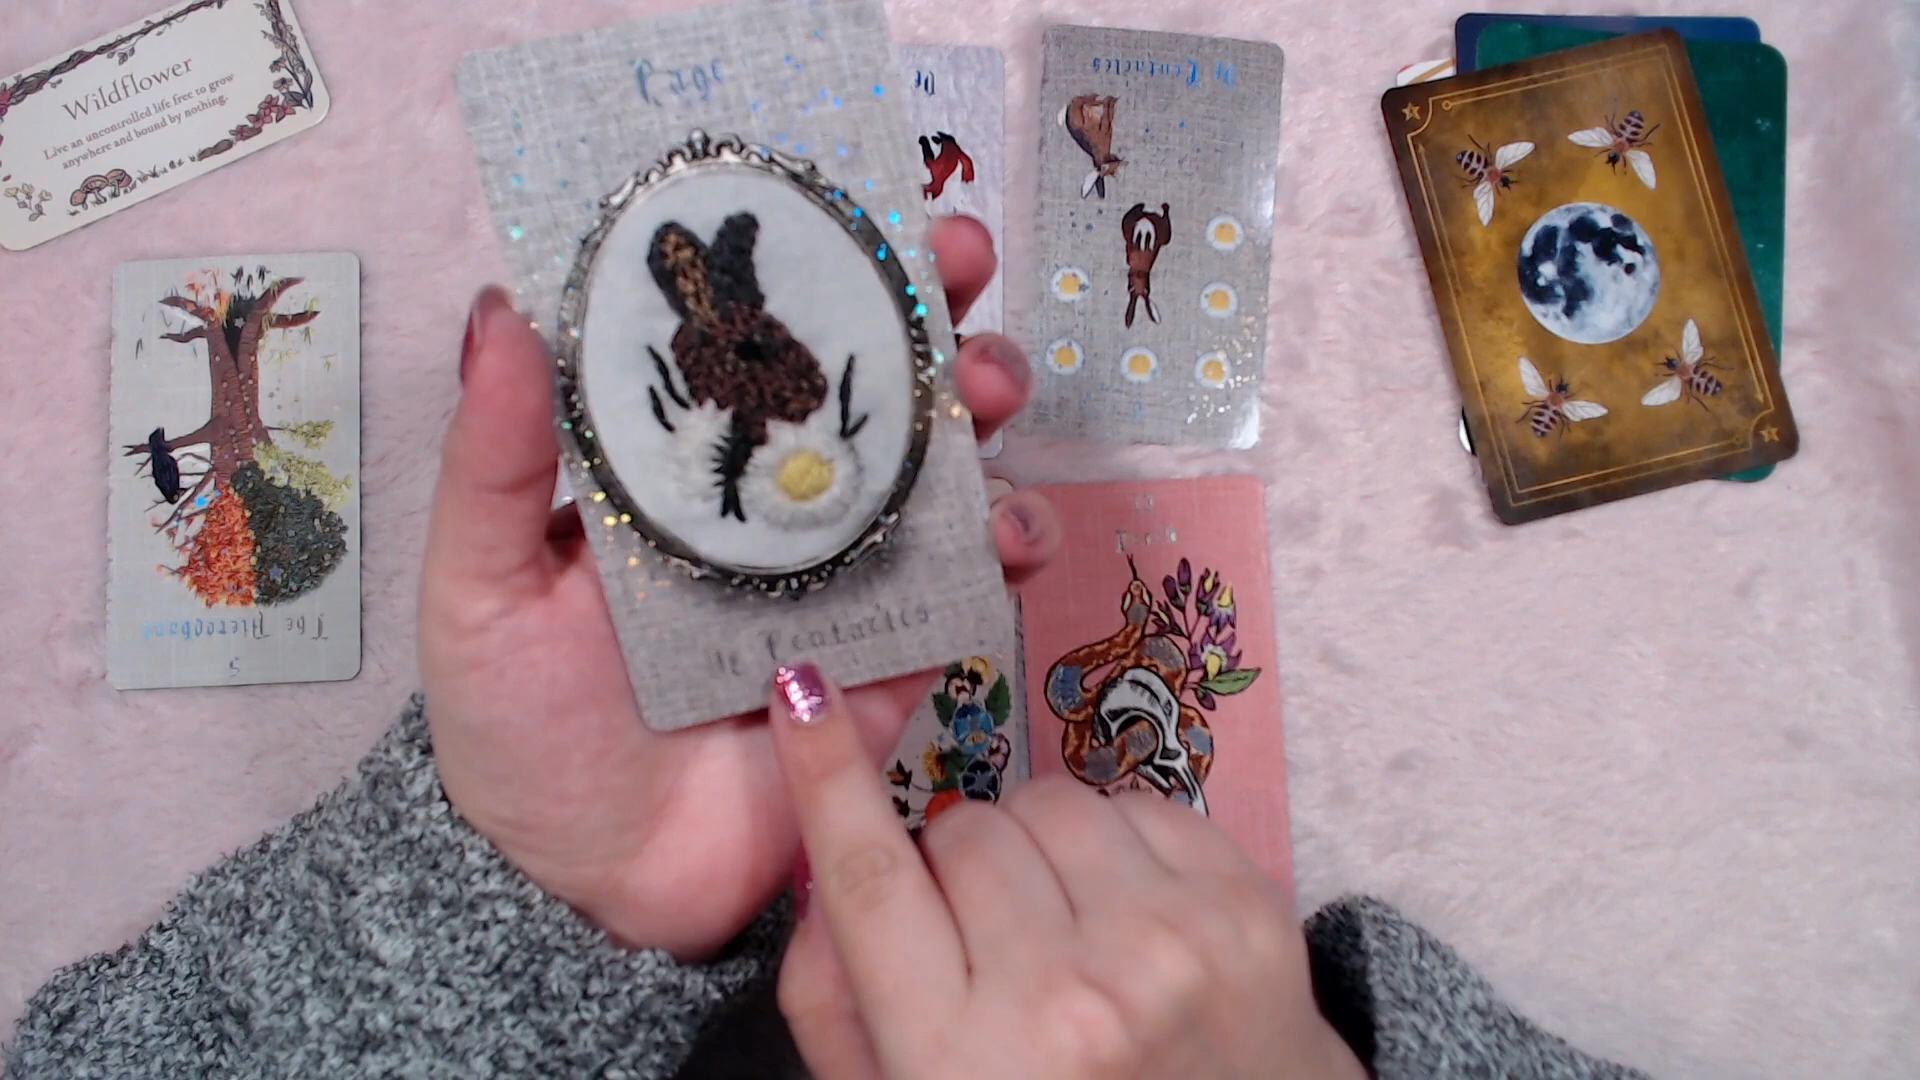 Wildflower
Live an uncontrolled life free to grow
anywhere and bound by nothing.
Page
Of Pentacles
Of
Of Pentacles
The Hierophant
5